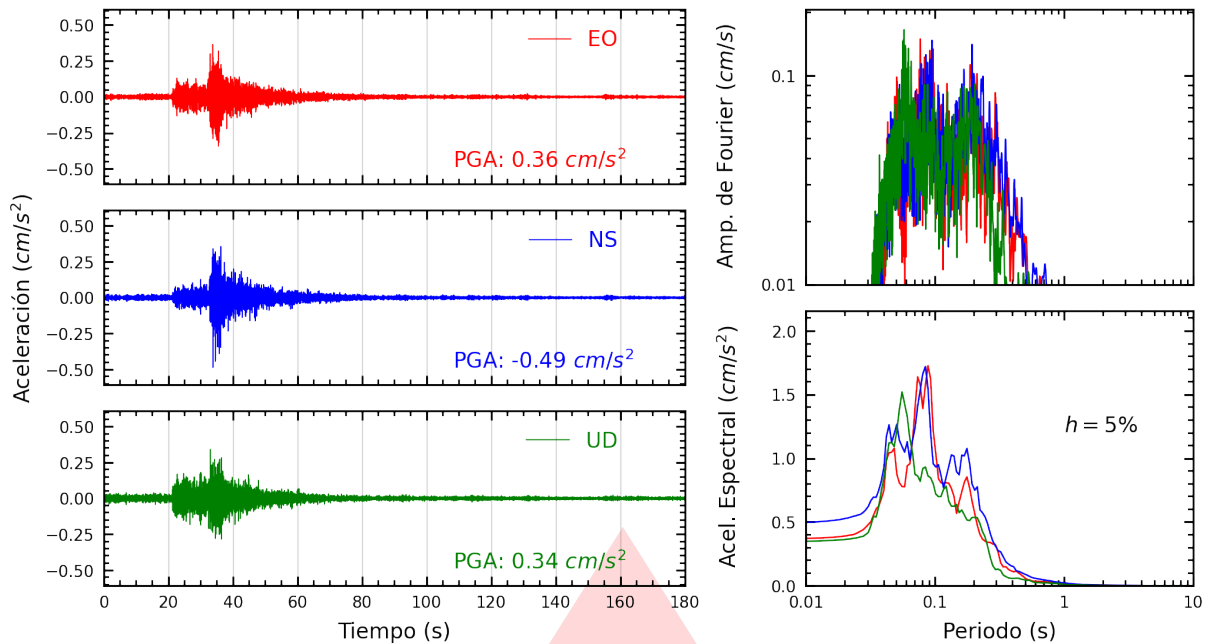 Aceleración (cm/s²)
0.50
0.25
0.00
−0.25
−0.50
EO
PGA: 0.36 cm/s²
0.50
0.25
0.00
−0.25
−0.50
NS
PGA: -0.49 cm/s²
0.50
0.25
0.00
−0.25
−0.50
UD
PGA: 0.34 cm/s²
0 20 40 60 80 100 120 140 160 180
Tiempo (s)
Amp. de Fourier (cm/s)
0.1
0.01
Acel. Espectral (cm/s²)
2.0
1.5
1.0
0.5
0.0
h = 5%
0.01 0.1 1 10
Periodo (s)